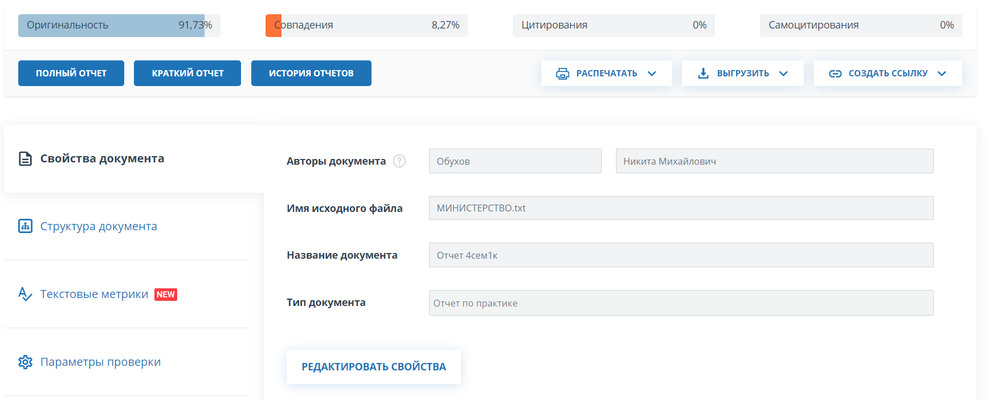 Оригинальность 91,73% Совпадения 8,27% Цитирования 0% Самоцитирования 0%
ПОЛНЫЙ ОТЧЕТ КРАТКИЙ ОТЧЕТ ИСТОРИЯ ОТЧЕТОВ РАСПЕЧАТАТЬ ВЫГРУЗИТЬ СОЗДАТЬ ССЫЛКУ
Свойства документа
Структура документа
Текстовые метрики NEW
Параметры проверки
Авторы документа ? Обухов Никита Михайлович
Имя исходного файла МИНИСТЕРСТВО.txt
Название документа Отчет 4сем1к
Тип документа Отчет по практике
РЕДАКТИРОВАТЬ СВОЙСТВА